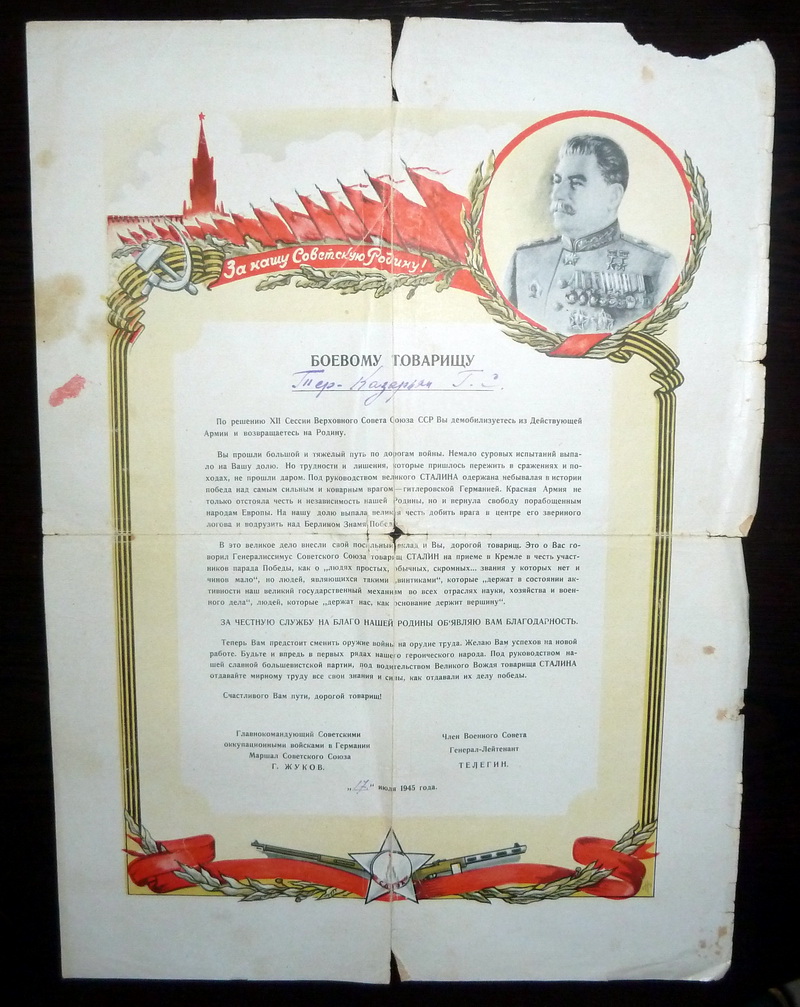 За нашу Советскую Родину!
БОЕВОМУ ТОВАРИЩУ
Тер-Казарьян Г. С.
По решению XII Сессии Верховного Совета Союза ССР Вы демобилизуетесь из Действующей
Армии и возвращаетесь на Родину.
Вы прошли большой и тяжелый путь по дорогам войны. Немало суровых испытаний выпа-
ло на Вашу долю. Но трудности и лишения, которые пришлось пережить в сражениях и по-
ходах, не прошли даром. Под руководством великого СТАЛИНА одержана небывалая в истории
победа над самым сильным и коварным врагом—гитлеровской Германией. Красная Армия не
только отстояла честь и независимость нашей Родины, но и вернула свободу порабощенным
народам Европы. На нашу долю выпала великая честь добить врага в центре его звериного
логова и водрузить над Берлином Знамя Победы.
В это великое дело внесли свой посильный вклад и Вы, дорогой товарищ. Это о Вас го-
ворил Генералиссимус Советского Союза товарищ СТАЛИН на приеме в Кремле в честь участ-
ников парада Победы, как о „людях простых, обычных, скромных... звания у которых нет и
чинов мало", но людей, являющихся такими „винтиками", которые „держат в состоянии ак-
тивности наш великий государственный механизм во всех отраслях науки, хозяйства и воен-
ного дела", людей, которые „держат нас, как основание держит вершину".
ЗА ЧЕСТНУЮ СЛУЖБУ НА БЛАГО НАШЕЙ РОДИНЫ ОБ'ЯВЛЯЮ ВАМ БЛАГОДАРНОСТЬ.
Теперь Вам предстоит сменить оружие войны на орудие труда. Желаю Вам успехов на новой
работе. Будьте и впредь в первых рядах нашего героического народа. Под руководством на-
шей славной большевистской партии, под водительством Великого Вождя товарища СТАЛИНА
отдавайте мирному труду все свои знания и силы, как отдавали их делу победы.
Счастливого Вам пути, дорогой товарищ!
Главнокомандующий Советскими
оккупационными войсками в Германии
Маршал Советского Союза
Г. ЖУКОВ.
Член Военного Совета
Генерал-Лейтенант
ТЕЛЕГИН.
„17" июля 1945 года.